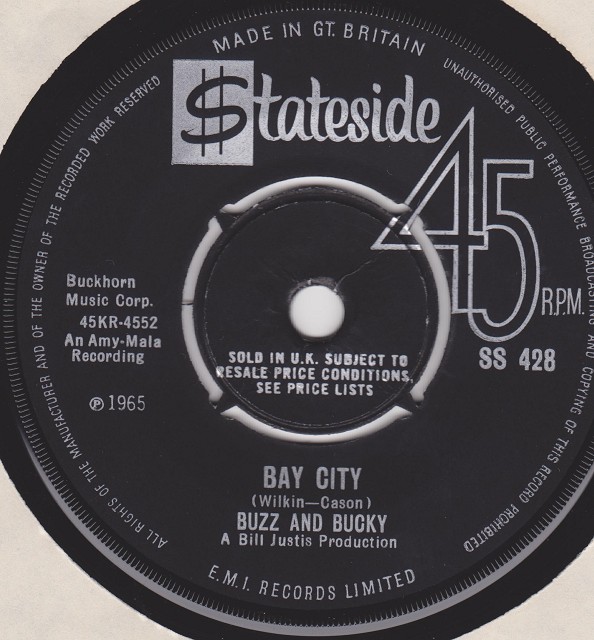 MADE IN GT. BRITAIN
UNAUTHORISED PUBLIC PERFORMANCE BROADCASTING AND COPYING OF THIS RECORD PROHIBITED
ALL RIGHTS OF THE MANUFACTURER AND OF THE OWNER OF THE RECORDED WORK RESERVED
$tateside
45
R.P.M.
Buckhorn
Music Corp.
45KR-4552
An Amy-Mala
Recording
℗ 1965
SS 428
SOLD IN U.K. SUBJECT TO
RESALE PRICE CONDITIONS,
SEE PRICE LISTS
BAY CITY
(Wilkin—Cason)
BUZZ AND BUCKY
A Bill Justis Production
E.M.I. RECORDS LIMITED